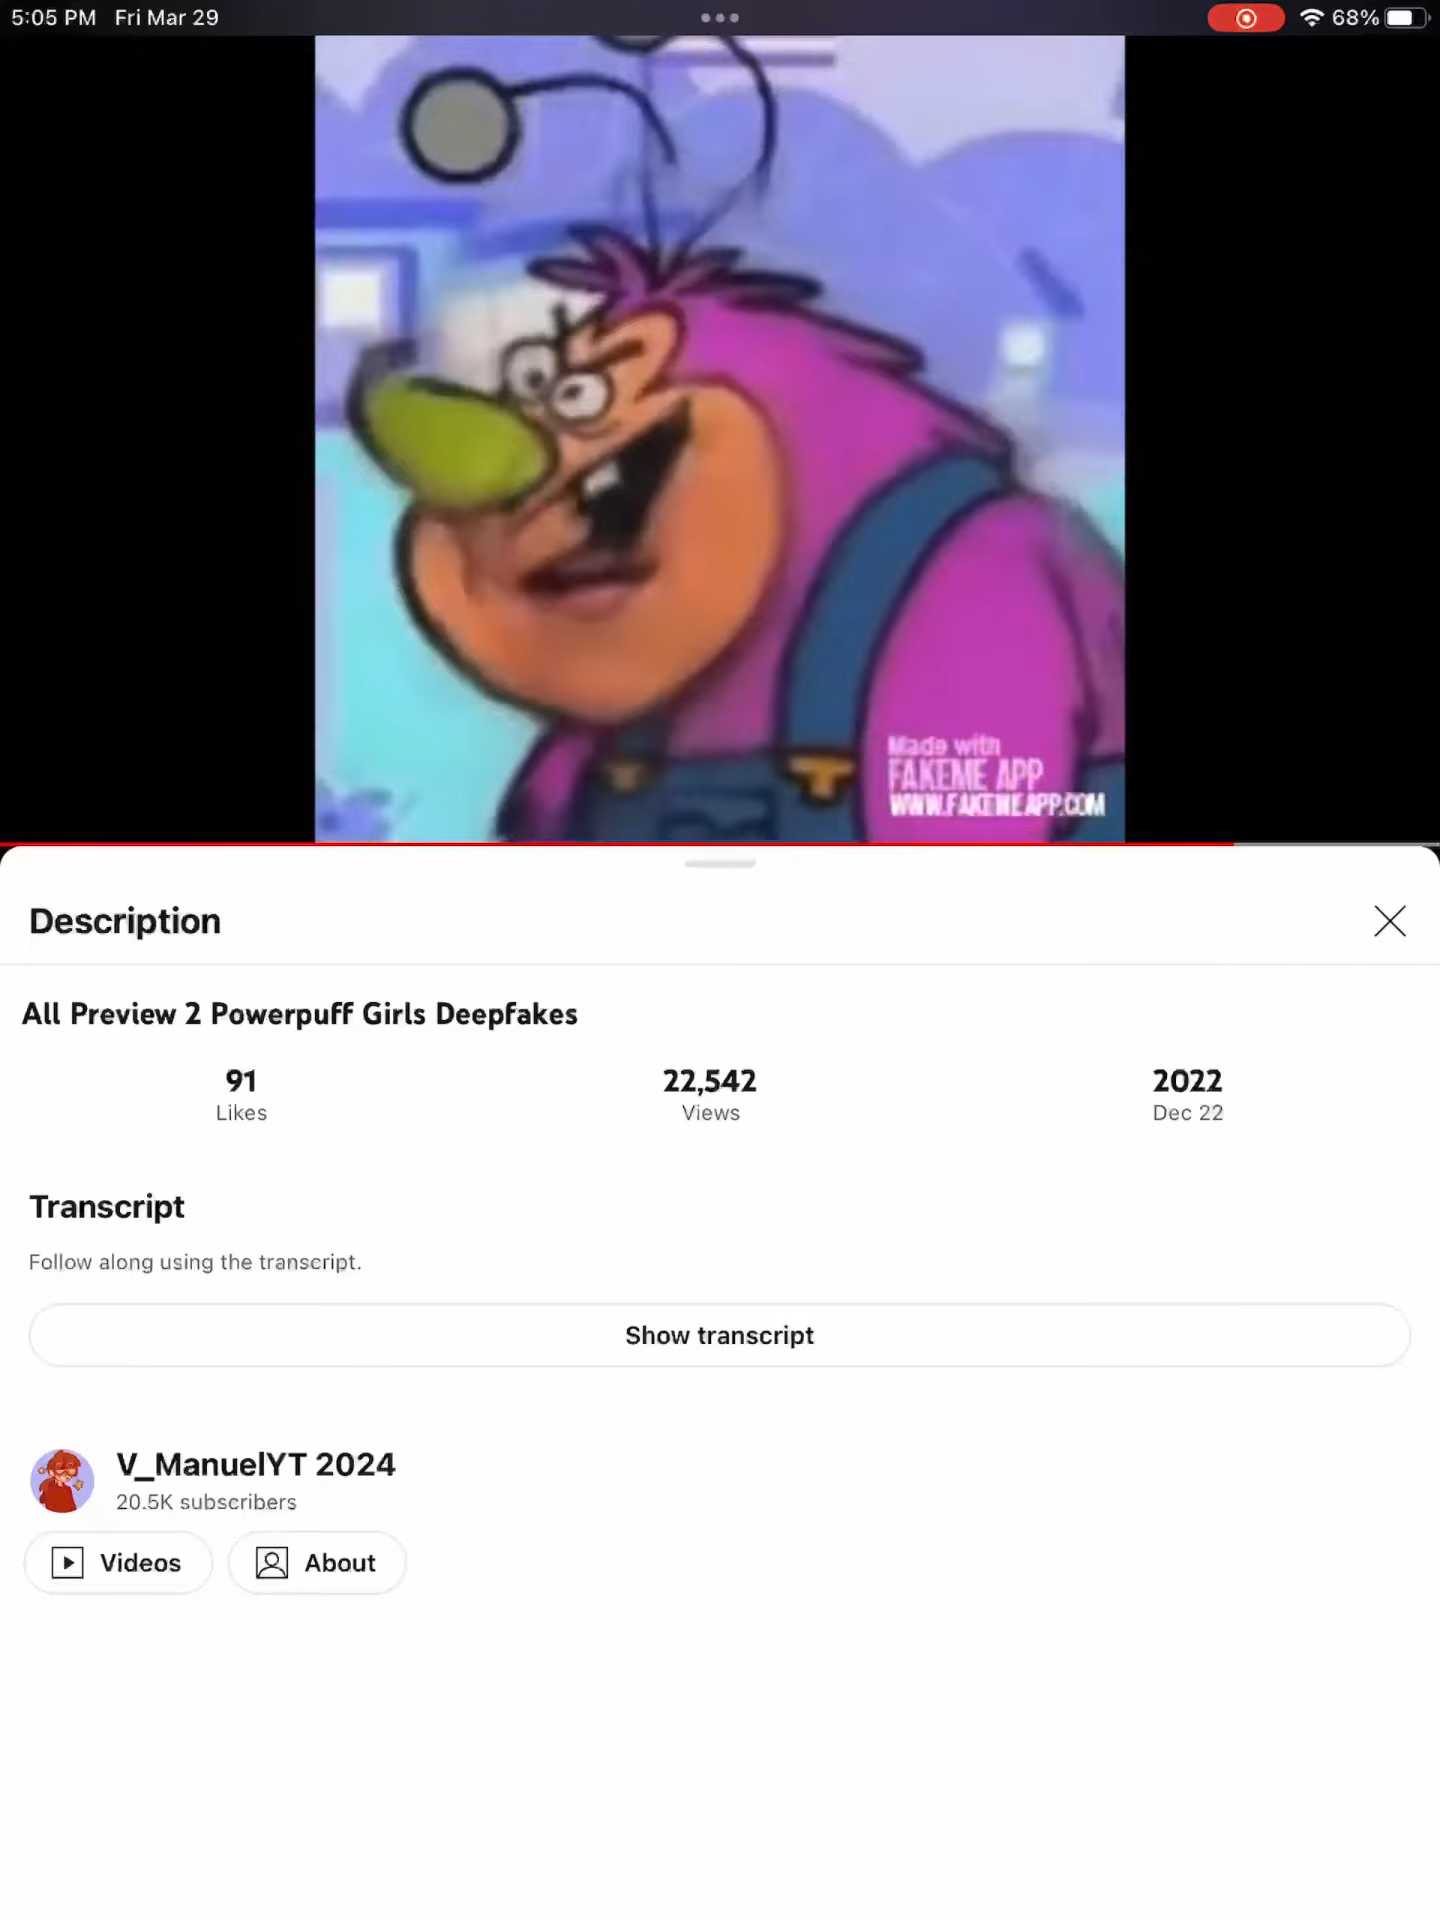 5:05 PM Fri Mar 29
68%
Made with
FAKEME APP
WWW.FAKEMEAPP.COM
Description
All Preview 2 Powerpuff Girls Deepfakes
91
Likes
22,542
Views
2022
Dec 22
Transcript
Follow along using the transcript.
Show transcript
V_ManuelYT 2024
20.5K subscribers
Videos
About